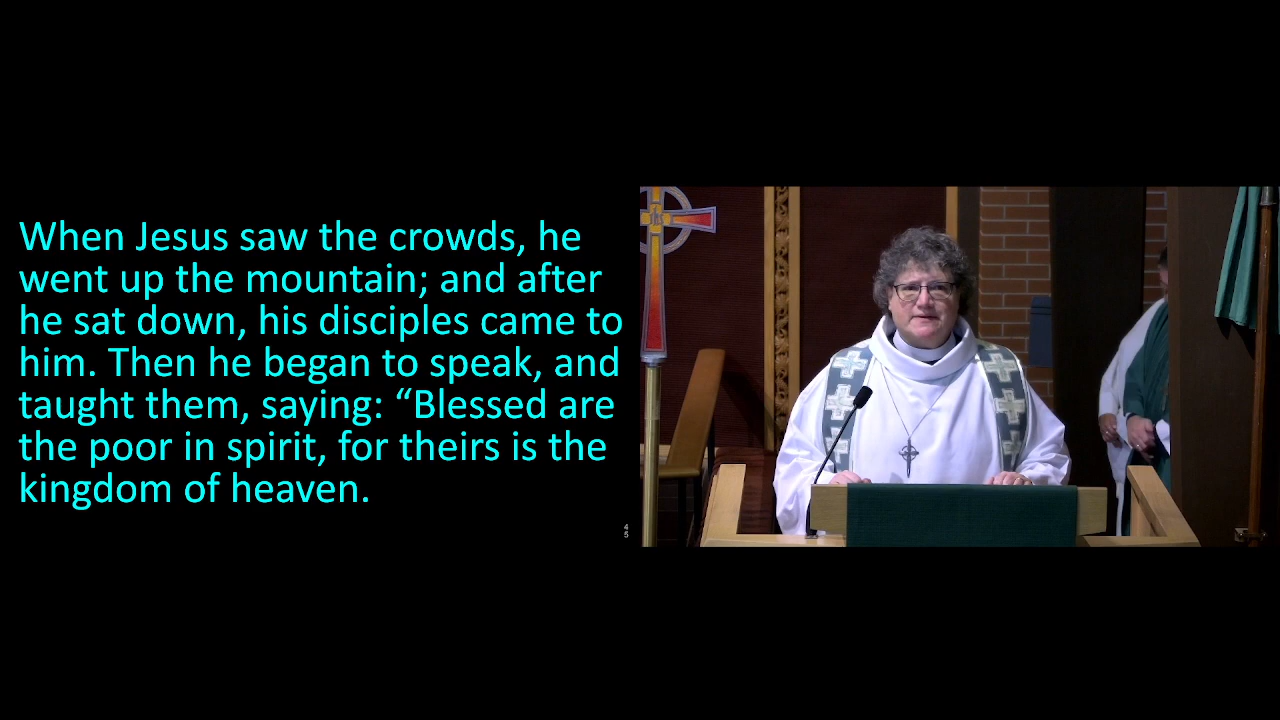 When Jesus saw the crowds, he
went up the mountain; and after
he sat down, his disciples came to
him. Then he began to speak, and
taught them, saying: “Blessed are
the poor in spirit, for theirs is the
kingdom of heaven.
4
5